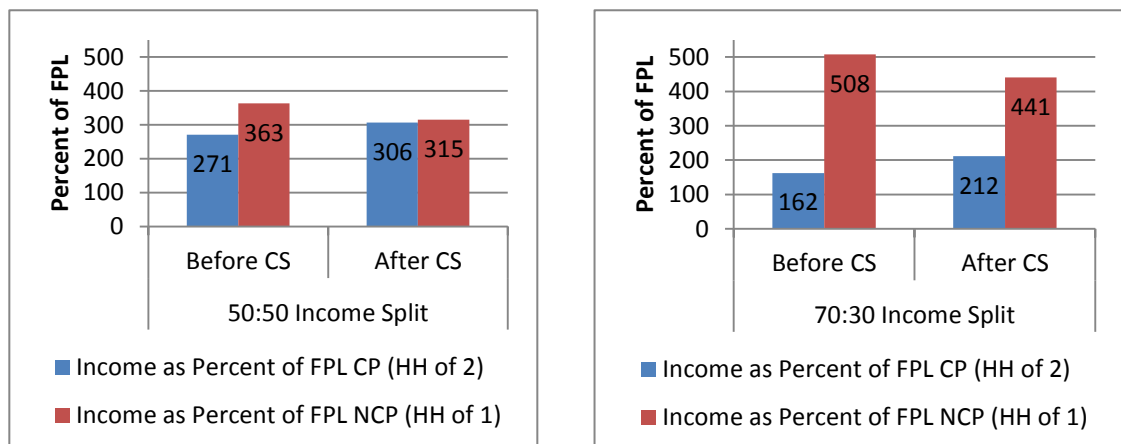 Percent of FPL
500
400
300
200
100
0
271
363
306
315
Before CS
After CS
50:50 Income Split
Income as Percent of FPL CP (HH of 2)
Income as Percent of FPL NCP (HH of 1)
Percent of FPL
500
400
300
200
100
0
162
508
212
441
Before CS
After CS
70:30 Income Split
Income as Percent of FPL CP (HH of 2)
Income as Percent of FPL NCP (HH of 1)